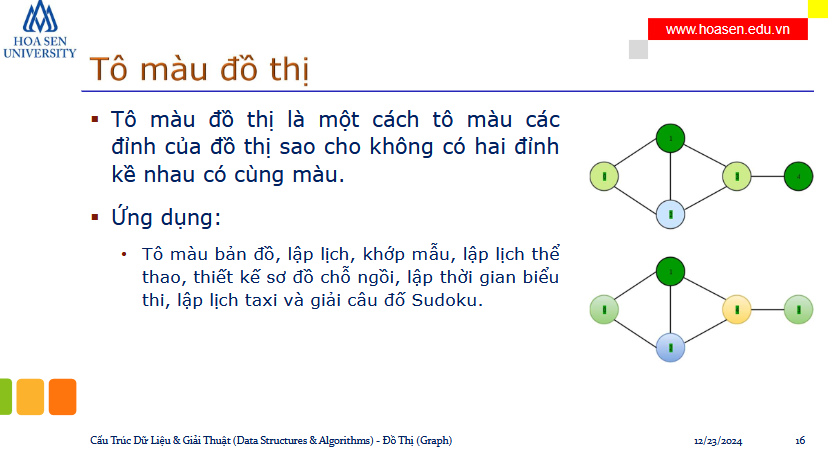 HOA SEN
UNIVERSITY
www.hoasen.edu.vn
Tô màu đồ thị
▪ Tô màu đồ thị là một cách tô màu các
đỉnh của đồ thị sao cho không có hai đỉnh
kề nhau có cùng màu.
▪ Ứng dụng:
• Tô màu bản đồ, lập lịch, khớp mẫu, lập lịch thể
thao, thiết kế sơ đồ chỗ ngồi, lập thời gian biểu
thi, lập lịch taxi và giải câu đố Sudoku.
Cấu Trúc Dữ Liệu & Giải Thuật (Data Structures & Algorithms) - Đồ Thị (Graph)
12/23/2024
16